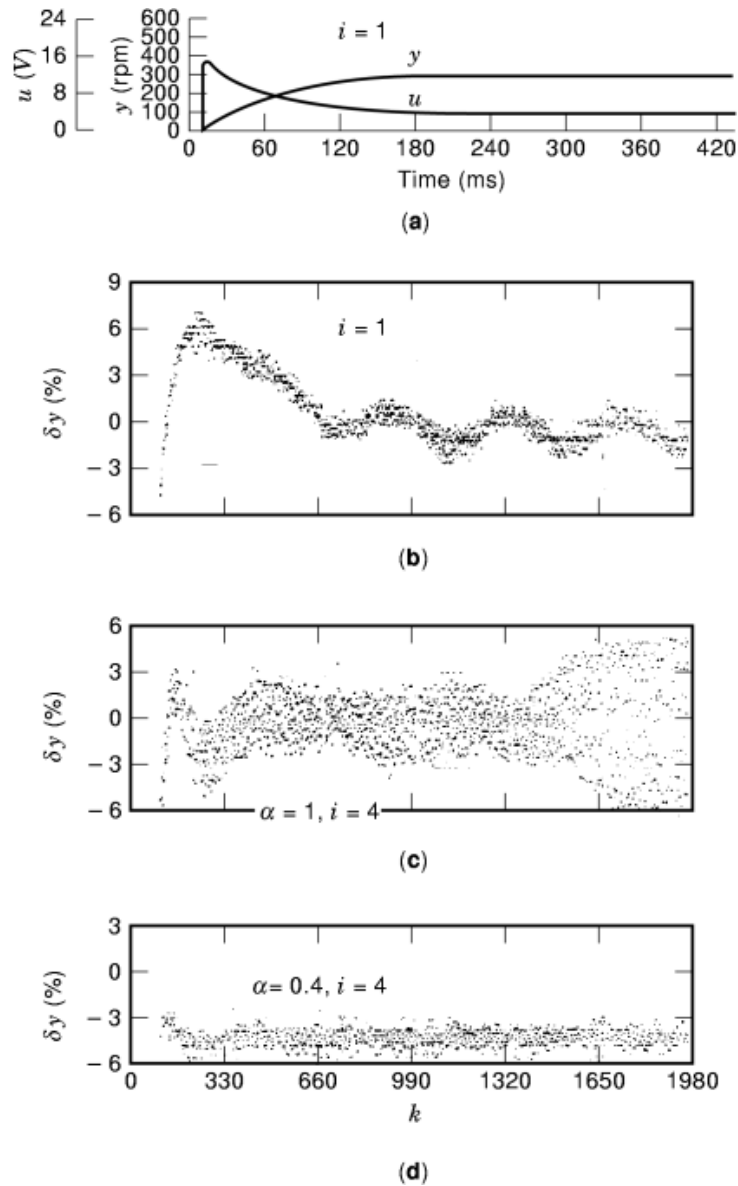 u (V)
24
16
8
0
y (rpm)
600
500
400
300
200
100
0
i = 1
y
u
0 60 120 180 240 300 360 420
Time (ms)
(a)
δy (%)
9
6
3
0
– 3
– 6
i = 1
(b)
δy (%)
6
3
0
– 3
– 6
α = 1, i = 4
(c)
δy (%)
3
0
– 3
– 6
α = 0.4, i = 4
0 330 660 990 1320 1650 1980
k
(d)